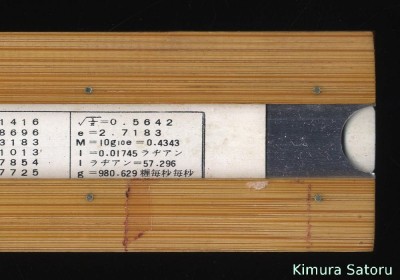 1416
8696
3183
1013
7854
7725
=0.5642
e=2.7183
M=log₁₀e=0.4343
1=0.01745ラヂアン
1ラヂアン=57.296
g=980.629糎毎秒毎秒
Kimura Satoru